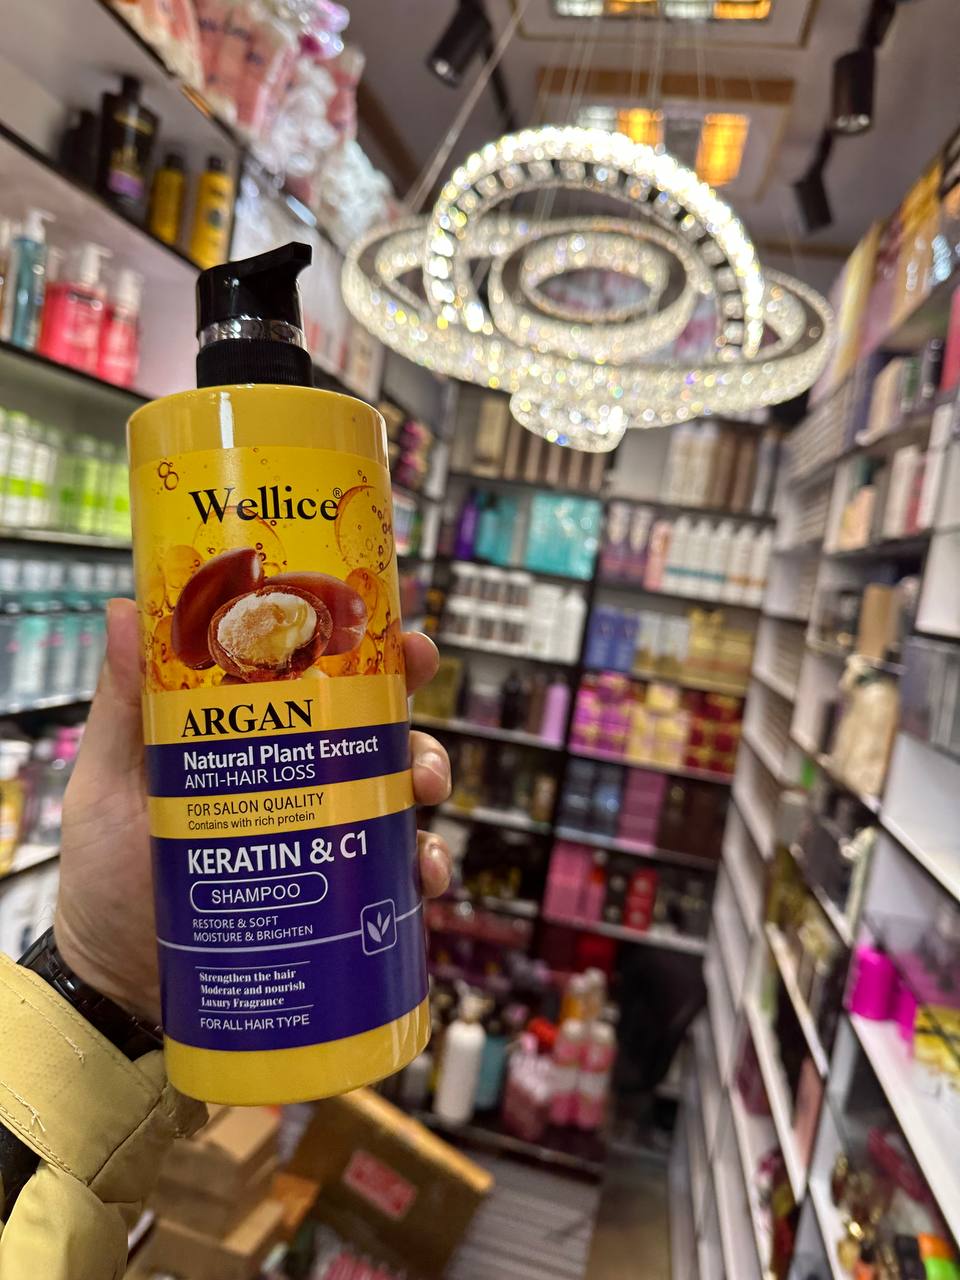 Wellice®
ARGAN
Natural Plant Extract
ANTI-HAIR LOSS
FOR SALON QUALITY
Contains with rich protein
KERATIN & C1
SHAMPOO
RESTORE & SOFT
MOISTURE & BRIGHTEN
Strengthen the hair
Moderate and nourish
Luxury Fragrance
FOR ALL HAIR TYPE